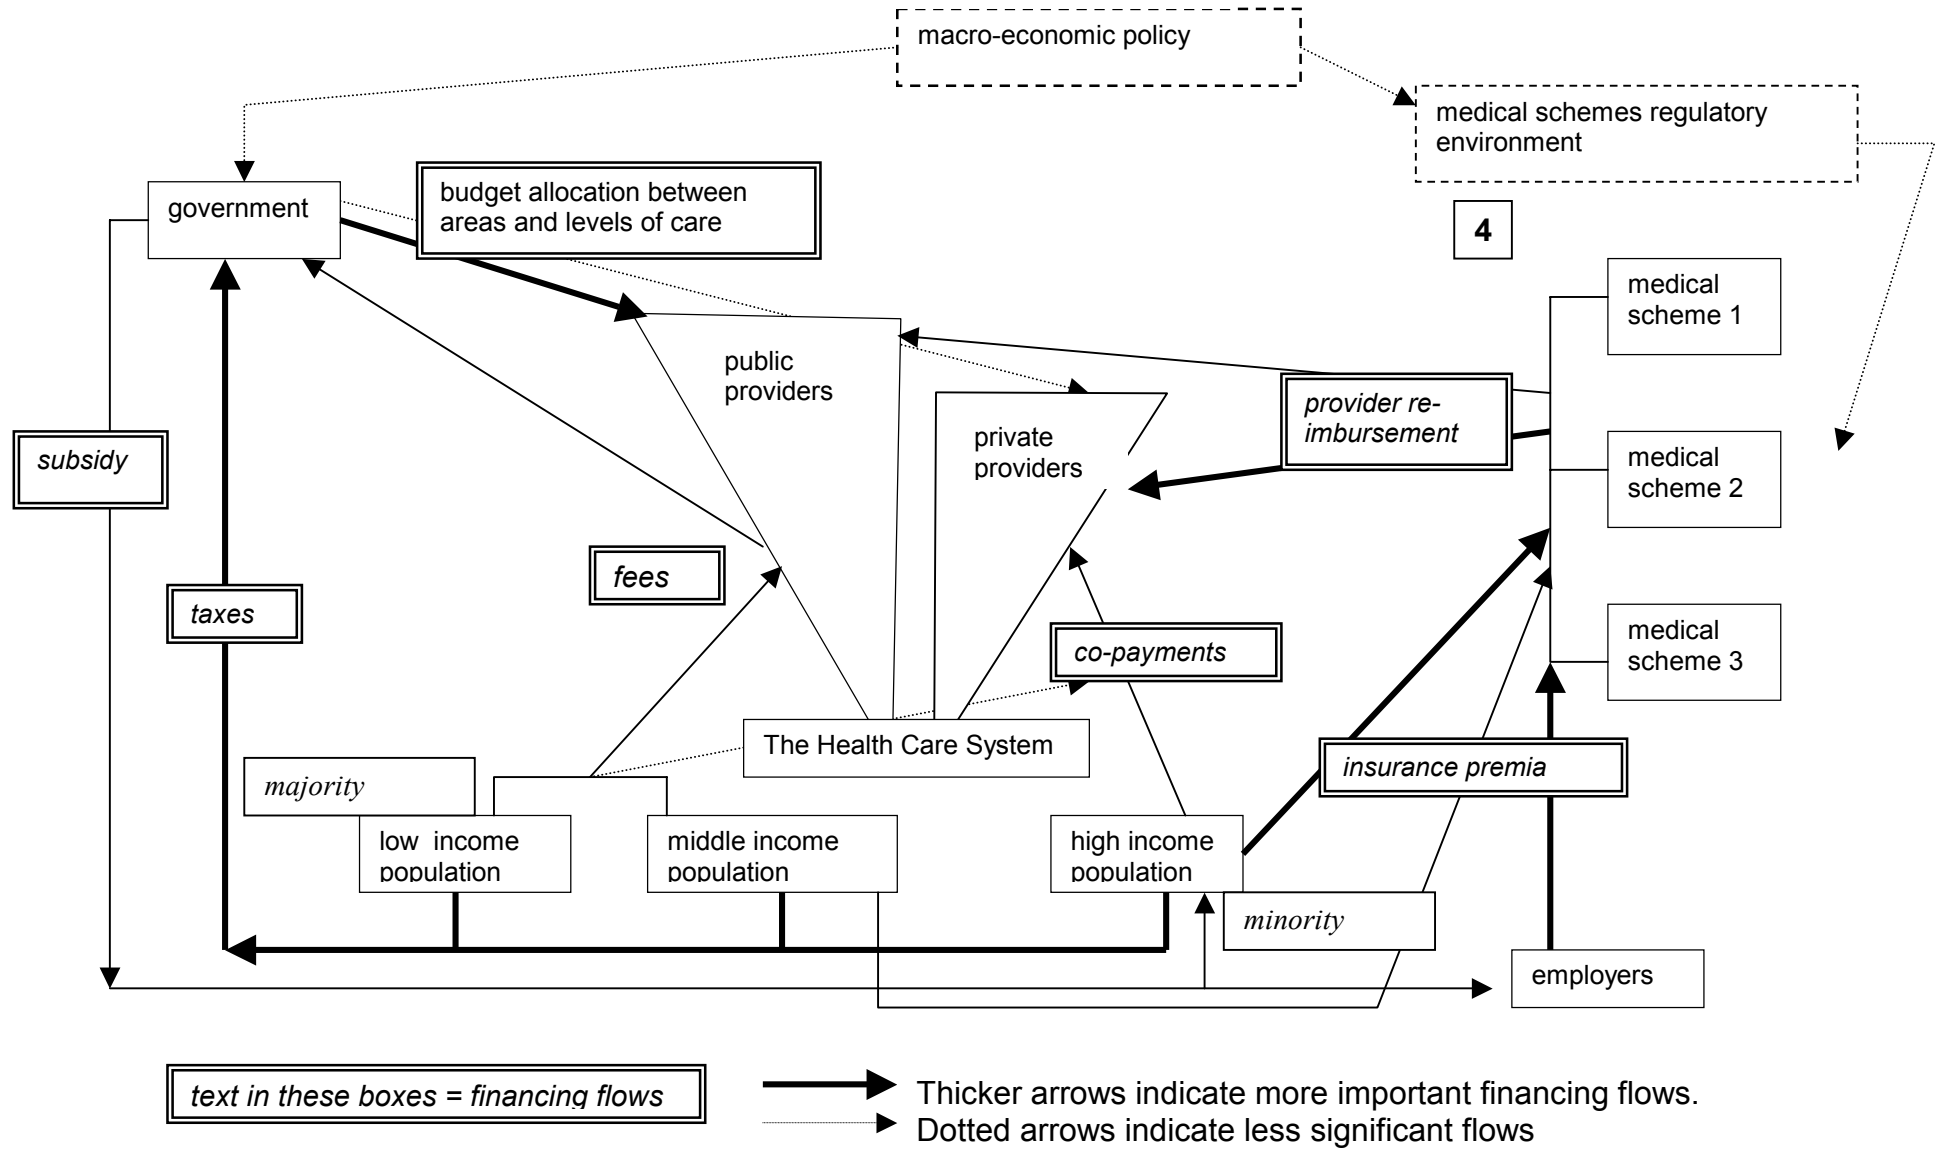 macro-economic policy
medical schemes regulatory
environment
budget allocation between
areas and levels of care
government
4
medical
scheme 1
public
providers
provider re-
imbursement
private
providers
subsidy
medical
scheme 2
fees
taxes
co-payments
medical
scheme 3
The Health Care System
insurance premia
majority
low income
population
middle income
population
high income
population
minority
employers
text in these boxes = financing flows
Thicker arrows indicate more important financing flows.
Dotted arrows indicate less significant flows